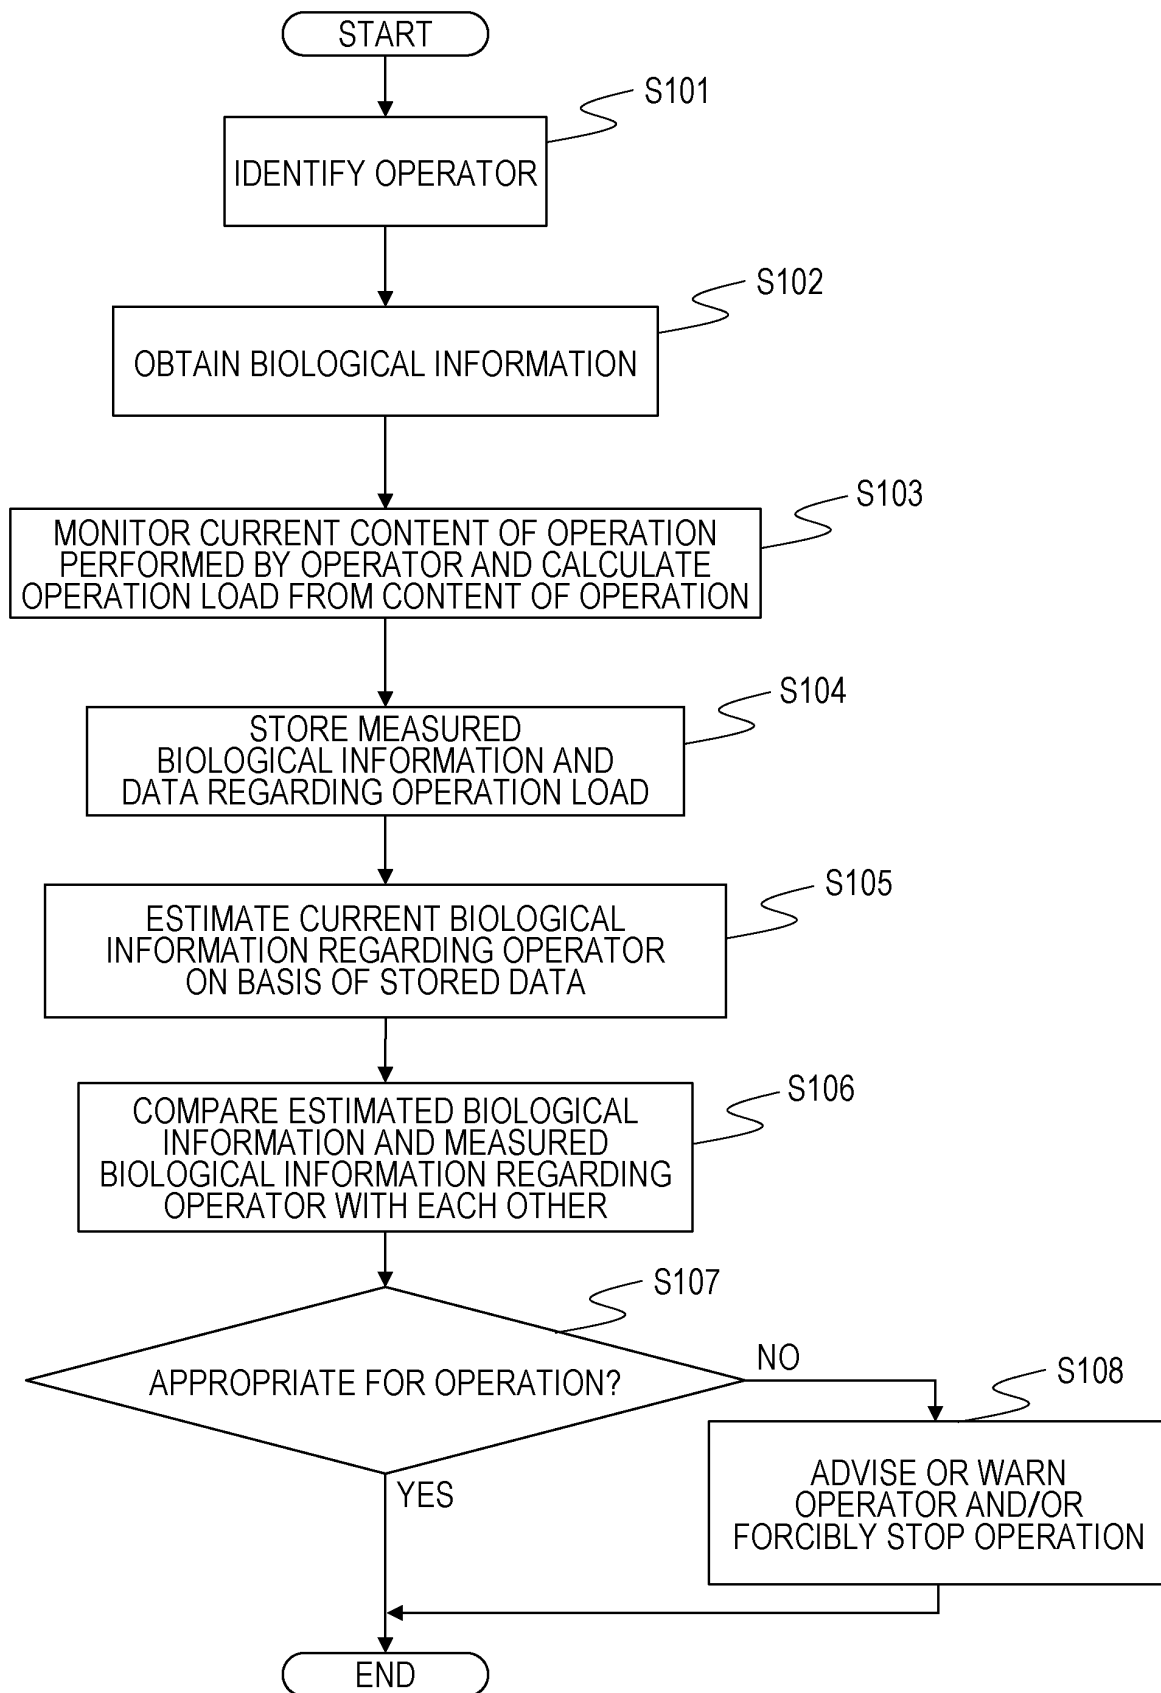 START
S101
IDENTIFY OPERATOR
S102
OBTAIN BIOLOGICAL INFORMATION
S103
MONITOR CURRENT CONTENT OF OPERATION
PERFORMED BY OPERATOR AND CALCULATE
OPERATION LOAD FROM CONTENT OF OPERATION
S104
STORE MEASURED
BIOLOGICAL INFORMATION AND
DATA REGARDING OPERATION LOAD
S105
ESTIMATE CURRENT BIOLOGICAL
INFORMATION REGARDING OPERATOR
ON BASIS OF STORED DATA
S106
COMPARE ESTIMATED BIOLOGICAL
INFORMATION AND MEASURED
BIOLOGICAL INFORMATION REGARDING
OPERATOR WITH EACH OTHER
S107
APPROPRIATE FOR OPERATION?
NO
S108
YES
ADVISE OR WARN
OPERATOR AND/OR
FORCIBLY STOP OPERATION
END